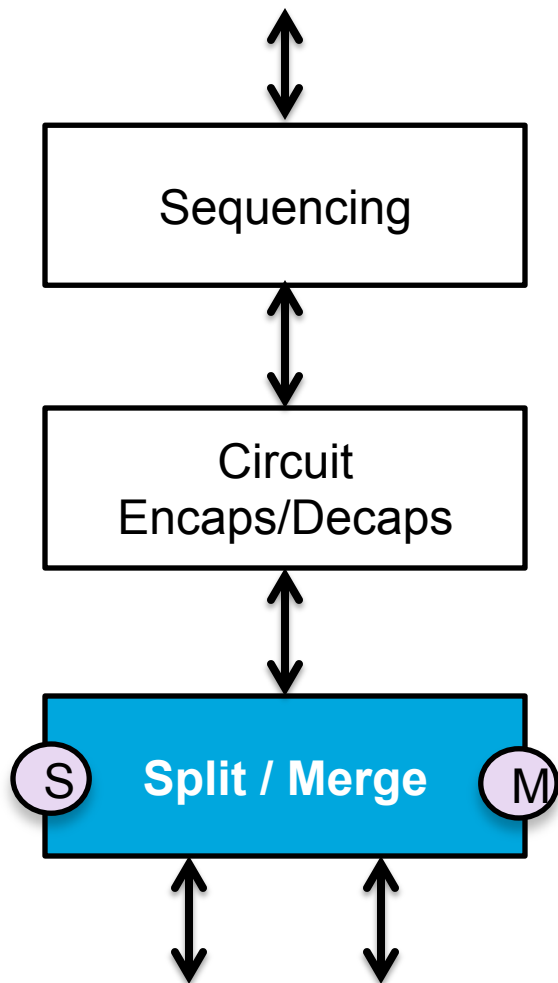 Sequencing
Circuit
Encaps/Decaps
S
Split / Merge
M